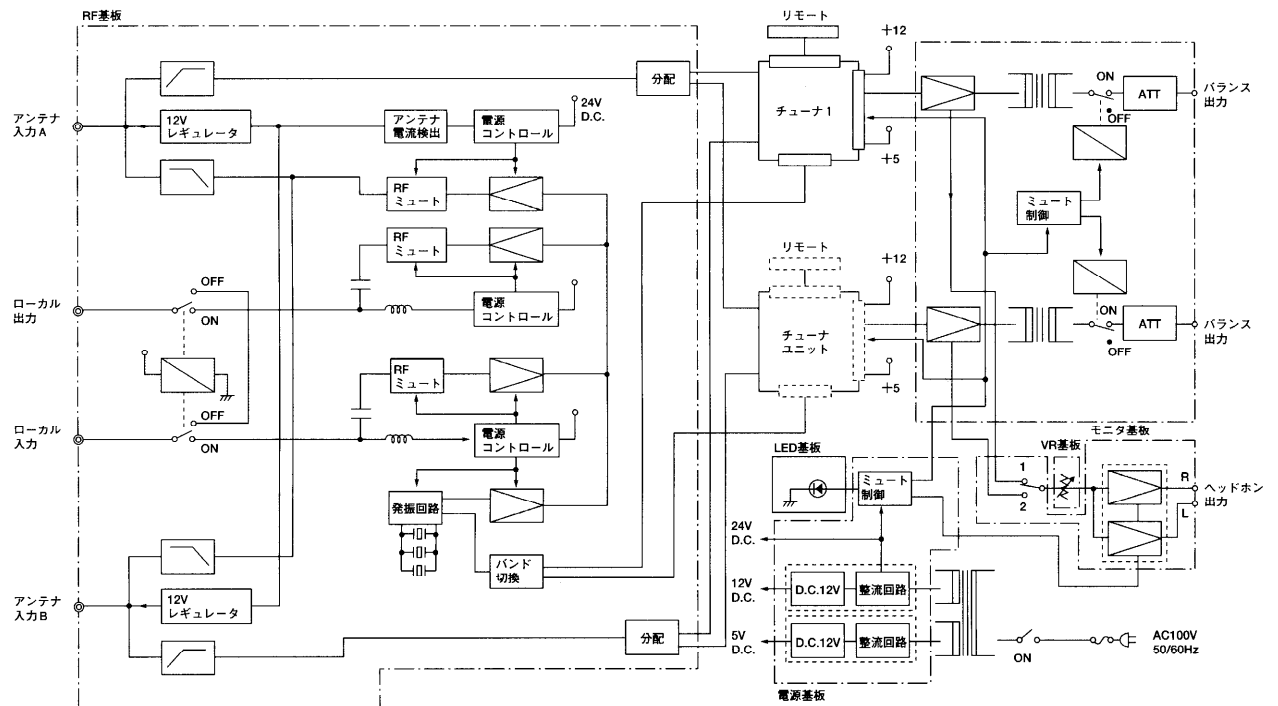 RF基板
リモート
+12
分配
チューナ1
ON
OFF
ATT
バランス
出力
アンテナ
入力A
12V
レギュレータ
アンテナ
電流検出
電源
コントロール
24V
D.C.
+5
RF
ミュート
ミュート
制御
RF
ミュート
リモート
+12
ローカル
出力
OFF
ON
電源
コントロール
チューナ
ユニット
ON
OFF
ATT
バランス
出力
+5
RF
ミュート
ローカル
入力
OFF
ON
電源
コントロール
モニタ基板
VR基板
LED基板
ミュート
制御
1
2
R
L
ヘッドホン
出力
発振回路
バンド
切換
24V
D.C.
12V
D.C.
D.C.12V
整流回路
アンテナ
入力B
12V
レギュレータ
分配
5V
D.C.
D.C.12V
整流回路
ON
AC100V
50/60Hz
電源基板